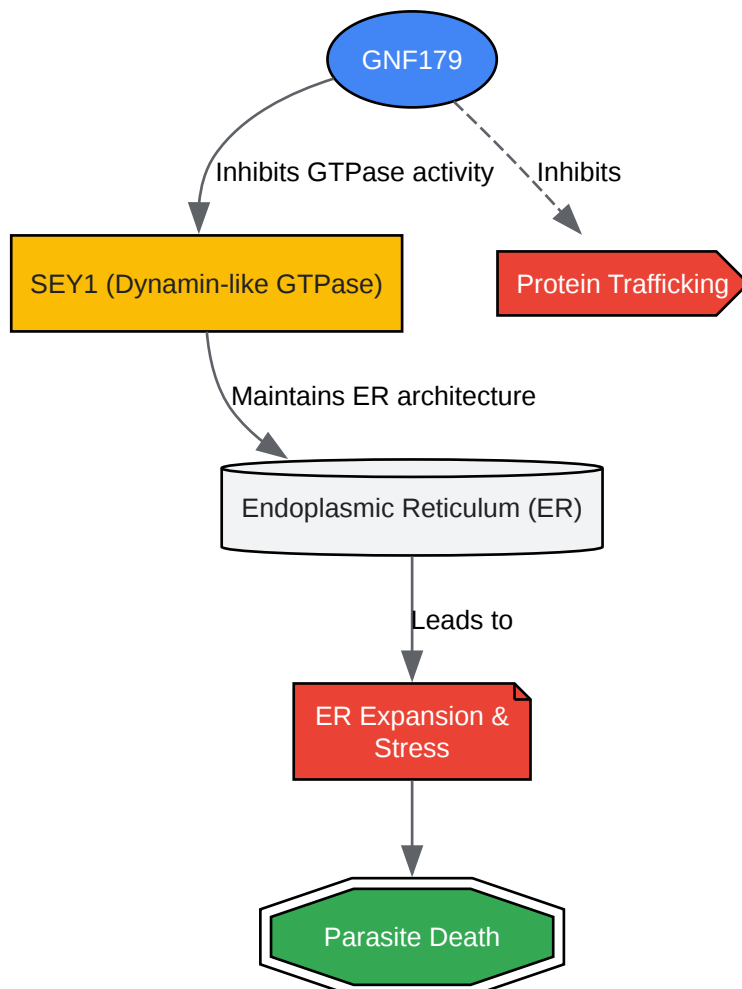 GNF179
Inhibits GTPase activity
Inhibits
SEY1 (Dynamin-like GTPase)
Protein Trafficking
Maintains ER architecture
Endoplasmic Reticulum (ER)
Leads to
ER Expansion &
Stress
Parasite Death